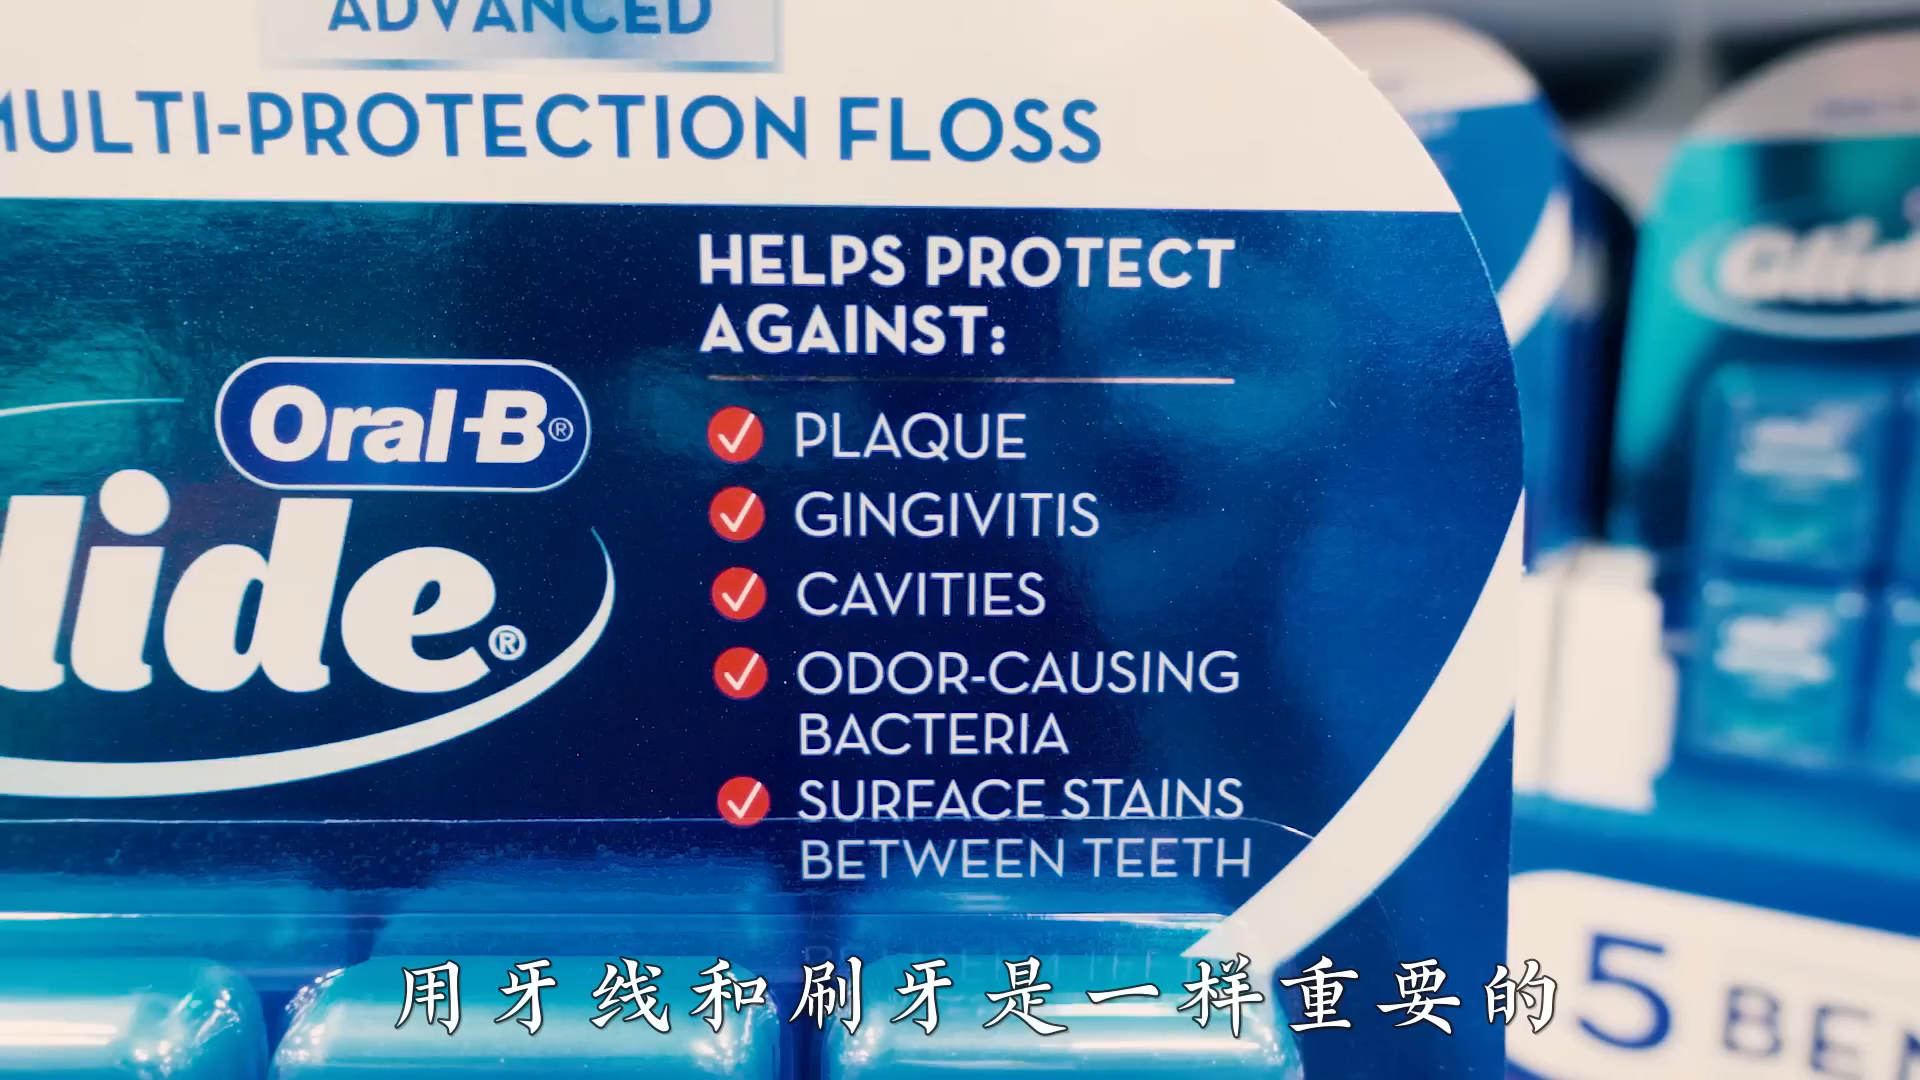 ADVANCED
MULTI-PROTECTION FLOSS
HELPS PROTECT
AGAINST:
Oral-B®
lide®
PLAQUE
GINGIVITIS
CAVITIES
ODOR-CAUSING
BACTERIA
SURFACE STAINS
BETWEEN TEETH
5 BEN
用牙线和刷牙是一样重要的